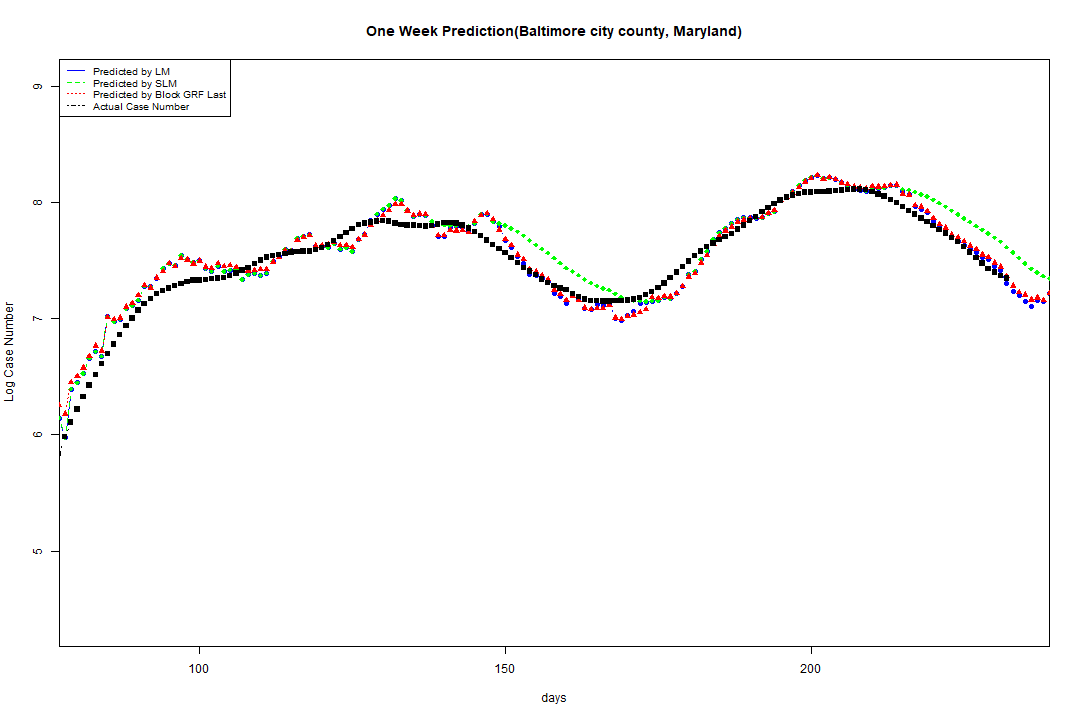 One Week Prediction(Baltimore city county, Maryland)
Predicted by LM
Predicted by SLM
Predicted by Block GRF Last
Actual Case Number
9
8
7
6
5
Log Case Number
100 150 200
days